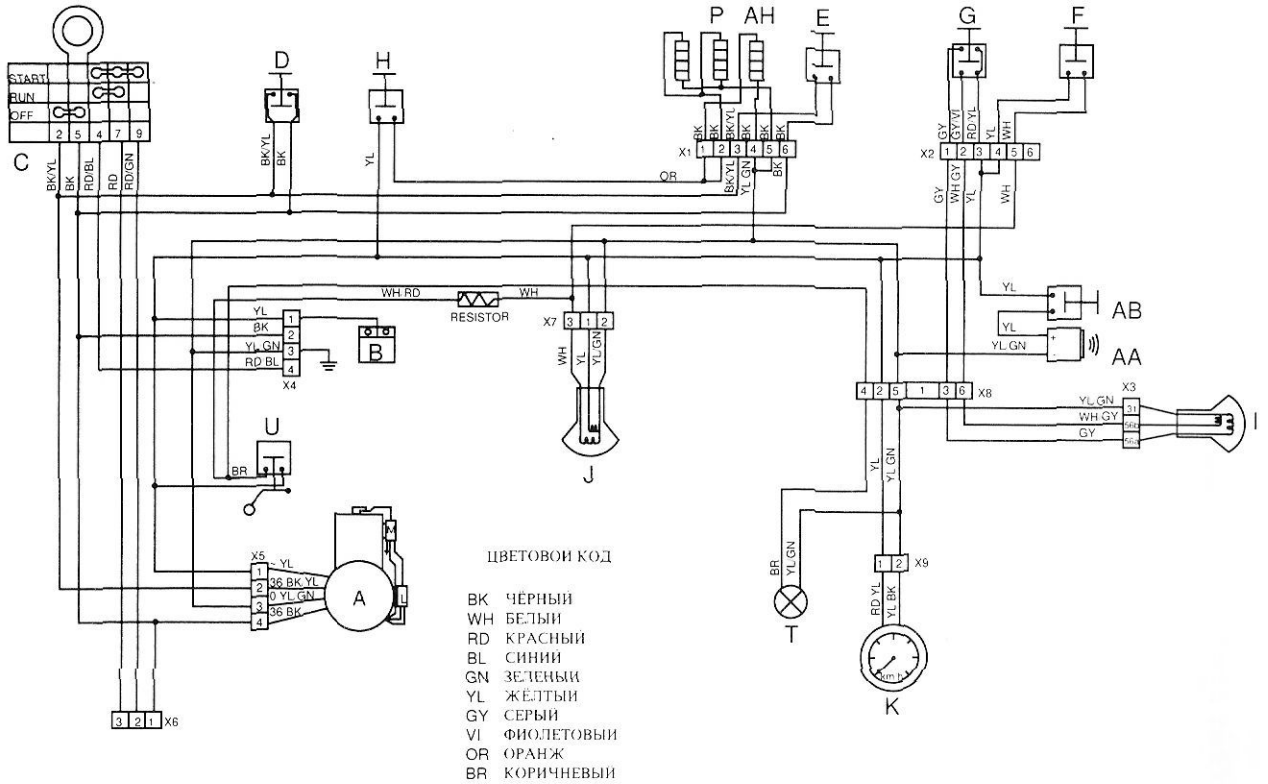 P AH E G F
D H
START
RUN
OFF
2 5 4 7 9
C
BK/YL BK RD/BL RD RD/GN
BK/YL BK
YL
OR
BK BK BK/YL BK BK BK
X1 1 2 3 4 5 6
BK/YL YL GN BK
GY GY/VI RD/YL YL WH
X2 1 2 3 4 5 6
GY WH GY YL WH
WH RD
WH
RESISTOR
YL
BK
YL GN
RD BL
1
2
3
4
X4
B
X7 3 1 2
WH YL YL/GN
J
YL
AB
YL
YL GN
+
-
AA
4 2 5 1 3 6 X8
YL GN
WH GY
GY
X3
31
56b
56a
I
U
BR
YL YL GN
X5
1
2
3
4
~ YL
36 BK YL
0 YL GN
36 BK
A
M
L
BR YL/GN
T
1 2 X9
RD YL YL BK
km h
K
3 2 1 X6
ЦВЕТОВОЙ КОД
BK ЧЁРНЫЙ
WH БЕЛЫЙ
RD КРАСНЫЙ
BL СИНИЙ
GN ЗЕЛЕНЫЙ
YL ЖЁЛТЫЙ
GY СЕРЫЙ
VI ФИОЛЕТОВЫЙ
OR ОРАНЖ
BR КОРИЧНЕВЫЙ